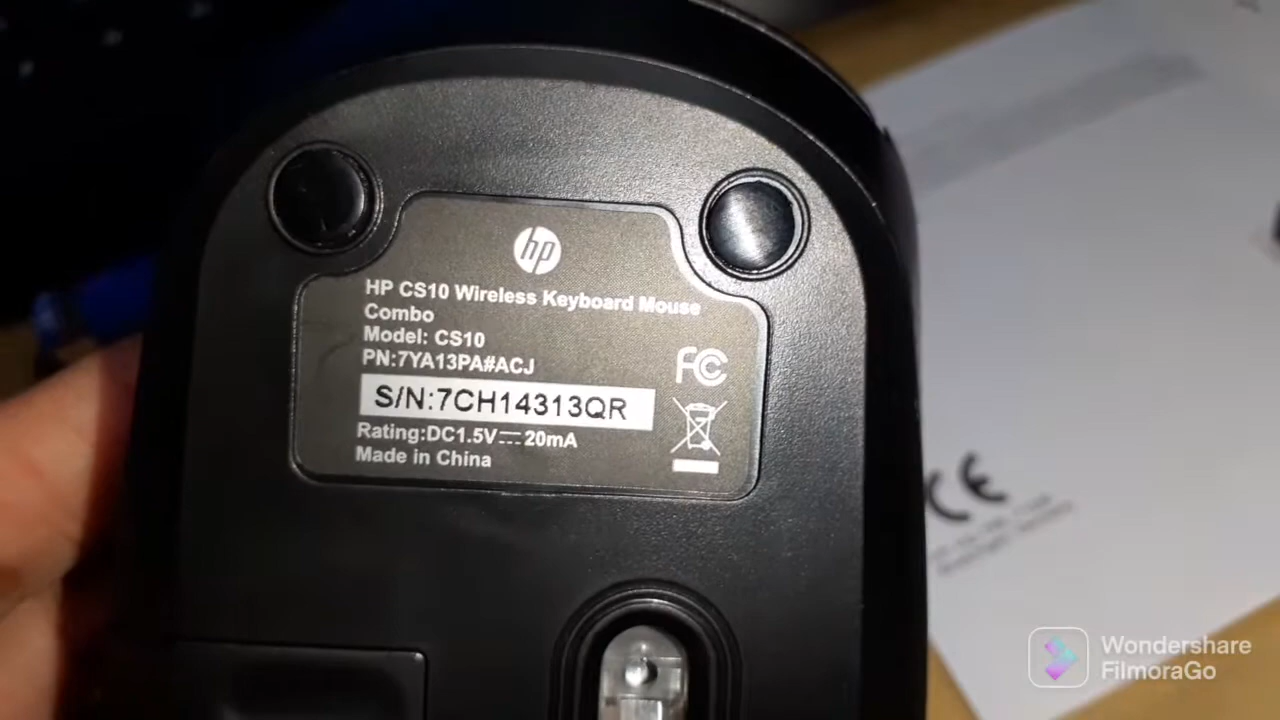 hp
HP CS10 Wireless Keyboard Mouse
Combo
Model: CS10
PN:7YA13PA#ACJ
FC
S/N:7CH14313QR
Rating:DC1.5V⎓20mA
Made in China
CE
Wondershare
FilmoraGo